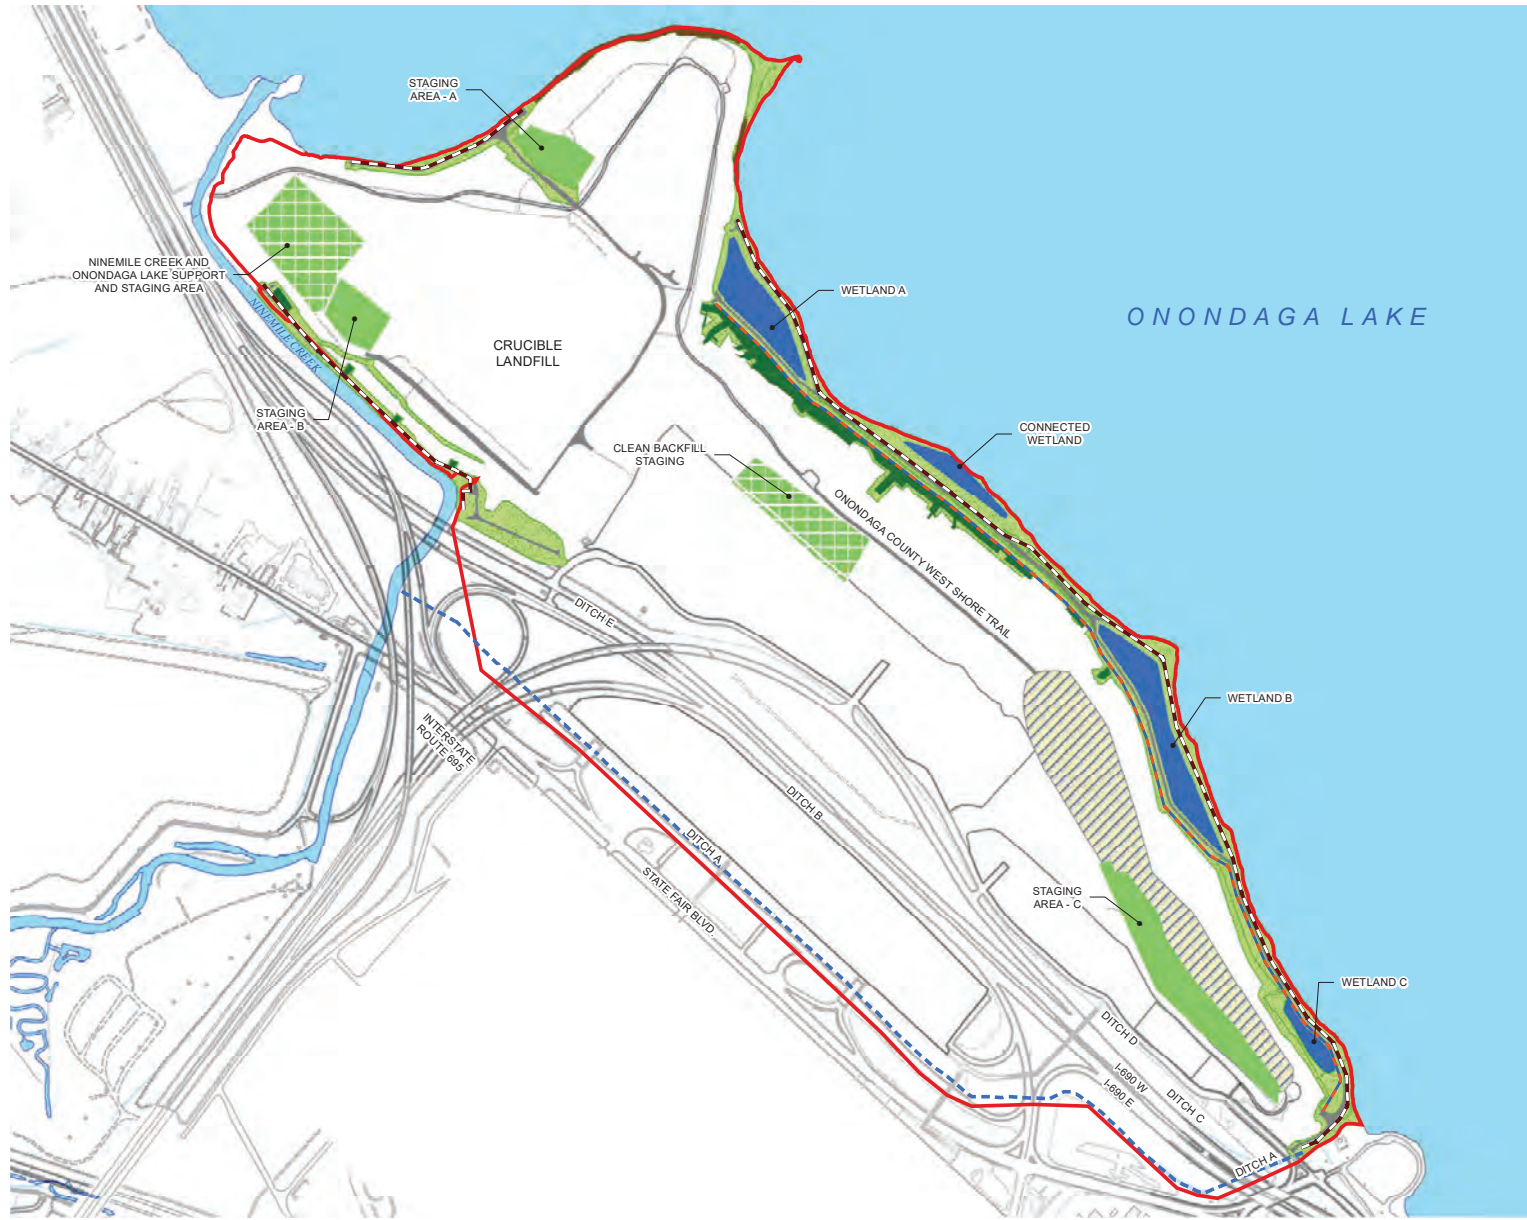 STAGING
AREA - A
NINEMILE CREEK AND
ONONDAGA LAKE SUPPORT
AND STAGING AREA
WETLAND A
ONONDAGA LAKE
NINEMILE CREEK
CRUCIBLE
LANDFILL
STAGING
AREA - B
CONNECTED
WETLAND
CLEAN BACKFILL
STAGING
ONONDAGA COUNTY WEST SHORE TRAIL
DITCH E
WETLAND B
INTERSTATE
ROUTE 695
DITCH B
DITCH A
STATE FAIR BLVD.
STAGING
AREA - C
WETLAND C
DITCH D
I-690 W
I-690 E
DITCH C
DITCH A